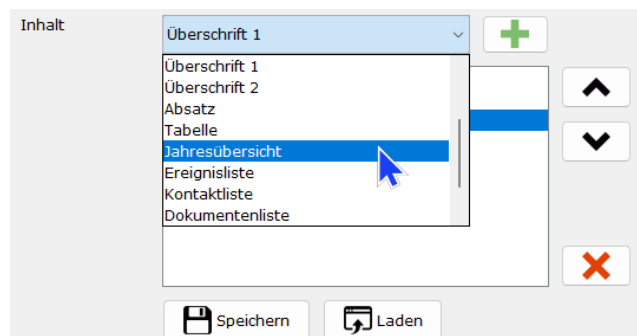 Inhalt
Überschrift 1
Überschrift 1
Überschrift 2
Absatz
Tabelle
Jahresübersicht
Ereignisliste
Kontaktliste
Dokumentenliste
Speichern
Laden